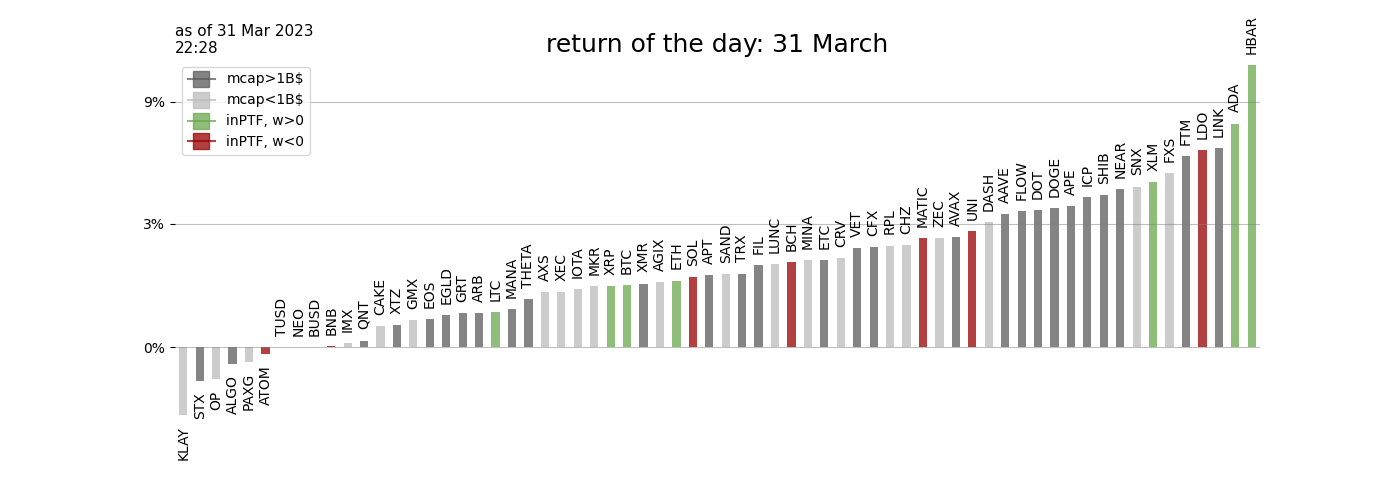 as of 31 Mar 2023
22:28
return of the day: 31 March
mcap>1B$
mcap<1B$
inPTF, w>0
inPTF, w<0
9%
3%
0%
KLAY
STX
OP
ALGO
PAXG
ATOM
TUSD
NEO
BUSD
BNB
IMX
QNT
CAKE
XTZ
GMX
EOS
EGLD
GRT
ARB
LTC
MANA
THETA
AXS
XEC
IOTA
MKR
XRP
BTC
XMR
AGIX
ETH
SOL
APT
SAND
TRX
FIL
LUNC
BCH
MINA
ETC
CRV
VET
CFX
RPL
CHZ
MATIC
ZEC
AVAX
UNI
DASH
AAVE
FLOW
DOT
DOGE
APE
ICP
SHIB
NEAR
SNX
XLM
FXS
FTM
LDO
LINK
ADA
HBAR